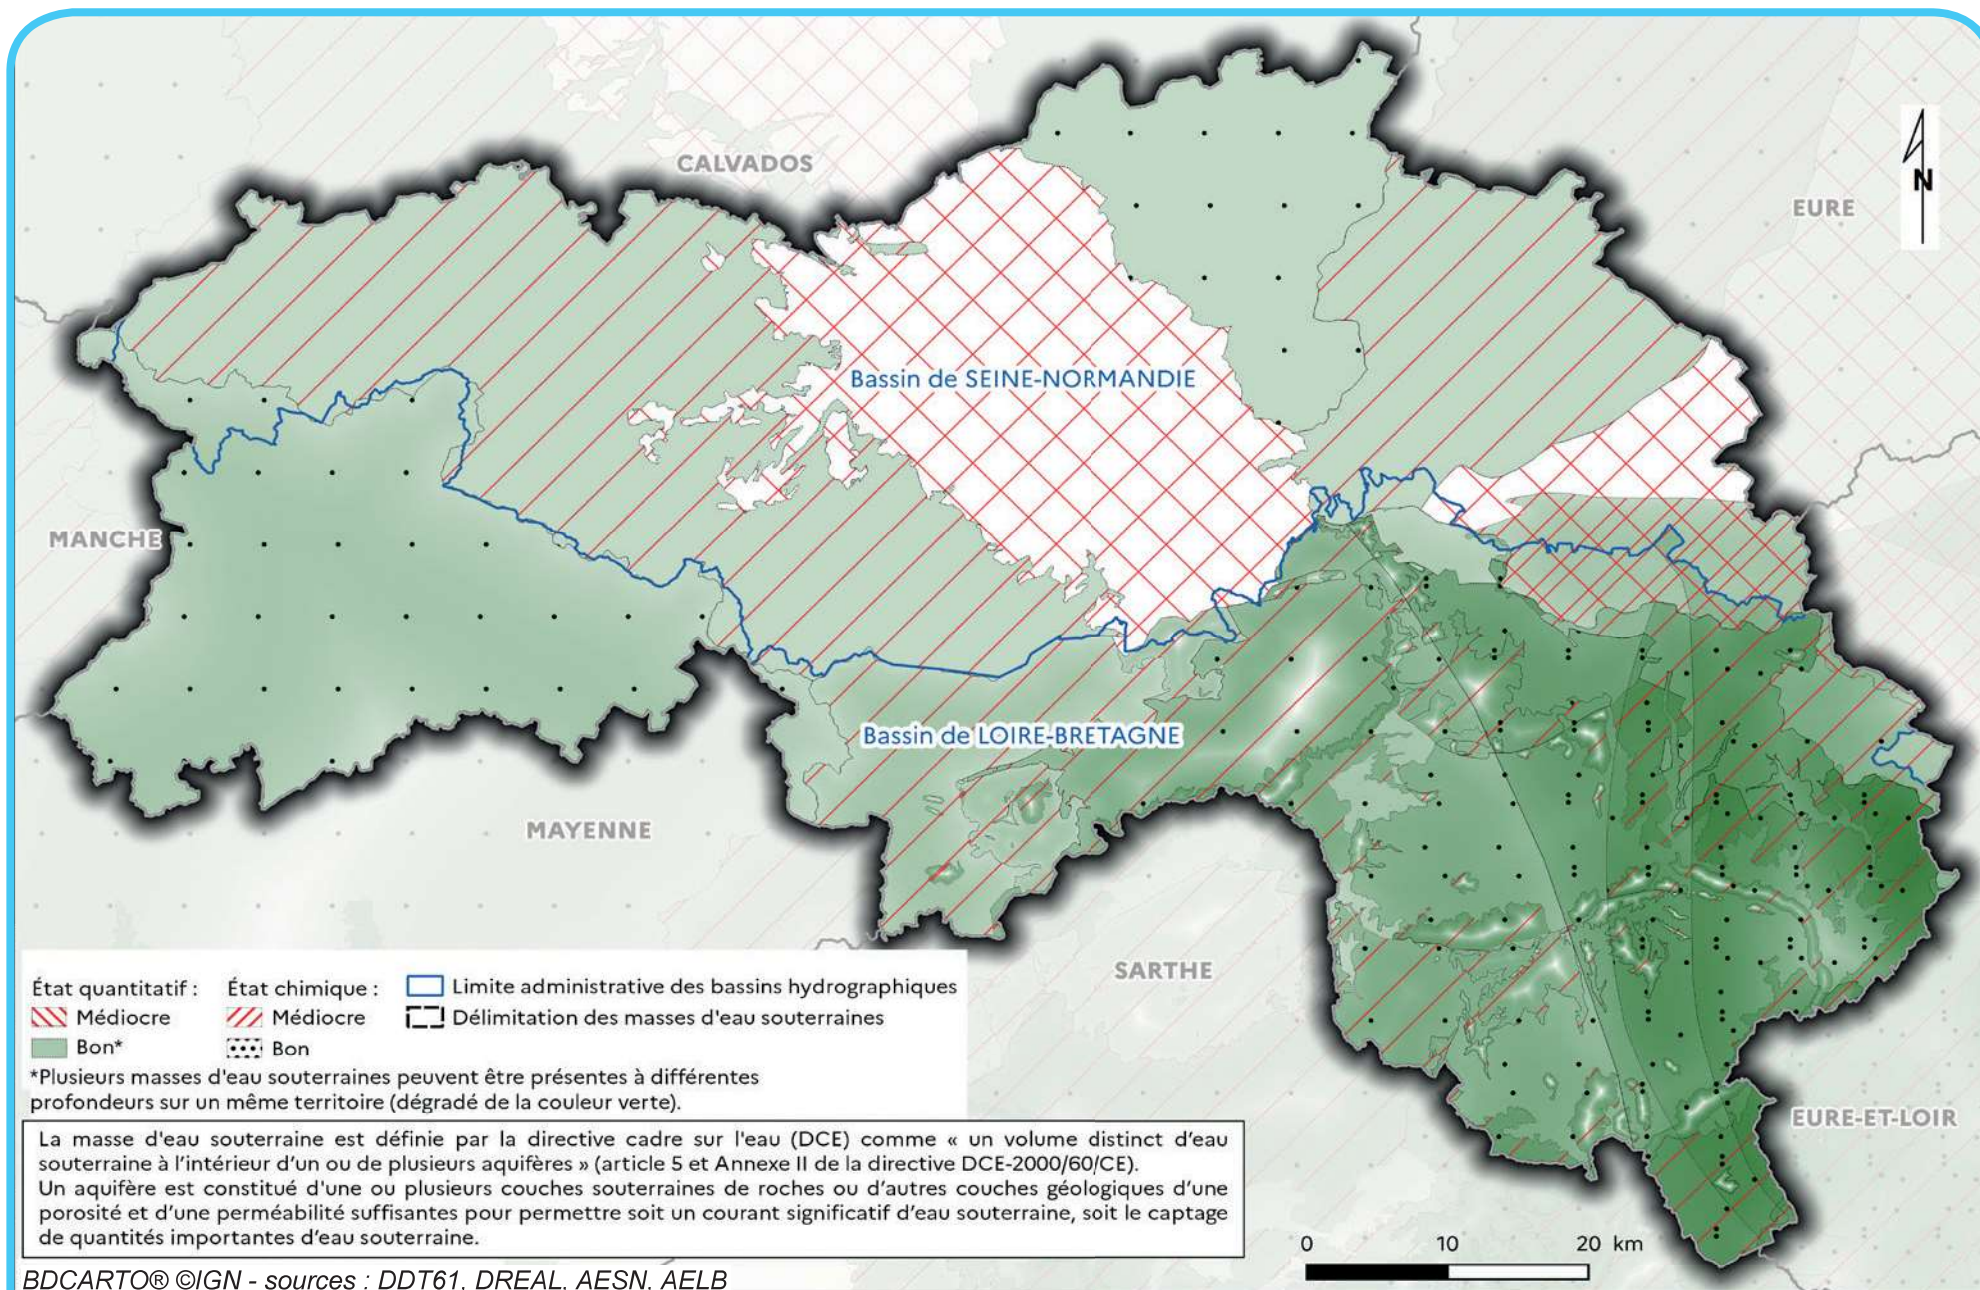 CALVADOS
EURE
N
Bassin de SEINE-NORMANDIE
MANCHE
Bassin de LOIRE-BRETAGNE
MAYENNE
SARTHE
EURE-ET-LOIR
État quantitatif :
Médiocre
Bon*
État chimique :
Médiocre
Bon
Limite administrative des bassins hydrographiques
Délimitation des masses d'eau souterraines
*Plusieurs masses d'eau souterraines peuvent être présentes à différentes
profondeurs sur un même territoire (dégradé de la couleur verte).
La masse d'eau souterraine est définie par la directive cadre sur l'eau (DCE) comme « un volume distinct d’eau
souterraine à l’intérieur d’un ou de plusieurs aquifères » (article 5 et Annexe II de la directive DCE-2000/60/CE).
Un aquifère est constitué d'une ou plusieurs couches souterraines de roches ou d’autres couches géologiques d’une
porosité et d’une perméabilité suffisantes pour permettre soit un courant significatif d’eau souterraine, soit le captage
de quantités importantes d’eau souterraine.
0 10 20 km
BDCARTO® ©IGN - sources : DDT61, DREAL, AESN, AELB